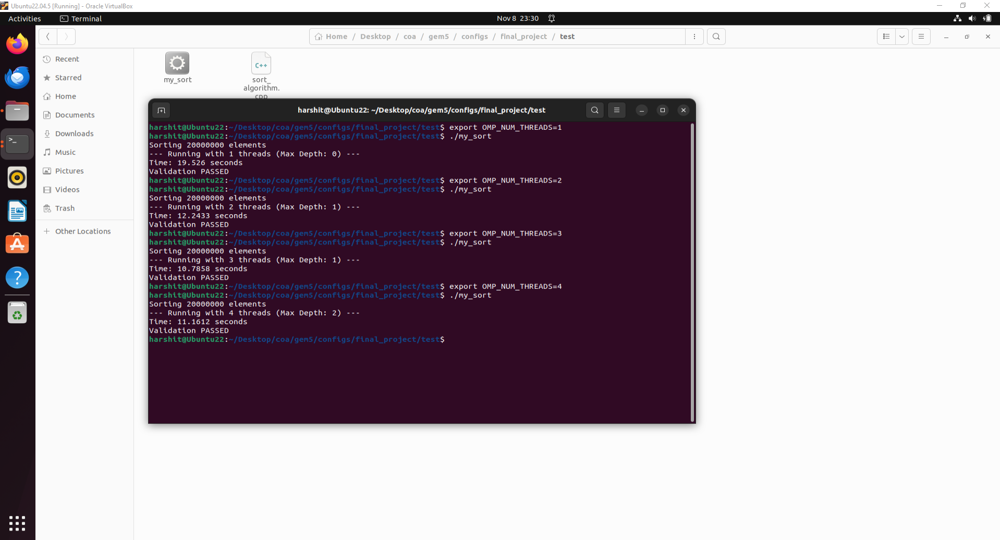 Ubuntu22.04.5 [Running] - Oracle VirtualBox
Activities Terminal Nov 8 23:30
Home / Desktop / coa / gem5 / configs / final_project / test
Recent
Starred
Home
Documents
Downloads
Music
Pictures
Videos
Trash
Other Locations
my_sort
C++
sort_
algorithm.
cpp
harshit@Ubuntu22: ~/Desktop/coa/gem5/configs/final_project/test
harshit@Ubuntu22:~/Desktop/coa/gem5/configs/final_project/test$ export OMP_NUM_THREADS=1
harshit@Ubuntu22:~/Desktop/coa/gem5/configs/final_project/test$ ./my_sort
Sorting 20000000 elements
--- Running with 1 threads (Max Depth: 0) ---
Time: 19.526 seconds
Validation PASSED
harshit@Ubuntu22:~/Desktop/coa/gem5/configs/final_project/test$ export OMP_NUM_THREADS=2
harshit@Ubuntu22:~/Desktop/coa/gem5/configs/final_project/test$ ./my_sort
Sorting 20000000 elements
--- Running with 2 threads (Max Depth: 1) ---
Time: 12.2433 seconds
Validation PASSED
harshit@Ubuntu22:~/Desktop/coa/gem5/configs/final_project/test$ export OMP_NUM_THREADS=3
harshit@Ubuntu22:~/Desktop/coa/gem5/configs/final_project/test$ ./my_sort
Sorting 20000000 elements
--- Running with 3 threads (Max Depth: 1) ---
Time: 10.7858 seconds
Validation PASSED
harshit@Ubuntu22:~/Desktop/coa/gem5/configs/final_project/test$ export OMP_NUM_THREADS=4
harshit@Ubuntu22:~/Desktop/coa/gem5/configs/final_project/test$ ./my_sort
Sorting 20000000 elements
--- Running with 4 threads (Max Depth: 2) ---
Time: 11.1612 seconds
Validation PASSED
harshit@Ubuntu22:~/Desktop/coa/gem5/configs/final_project/test$